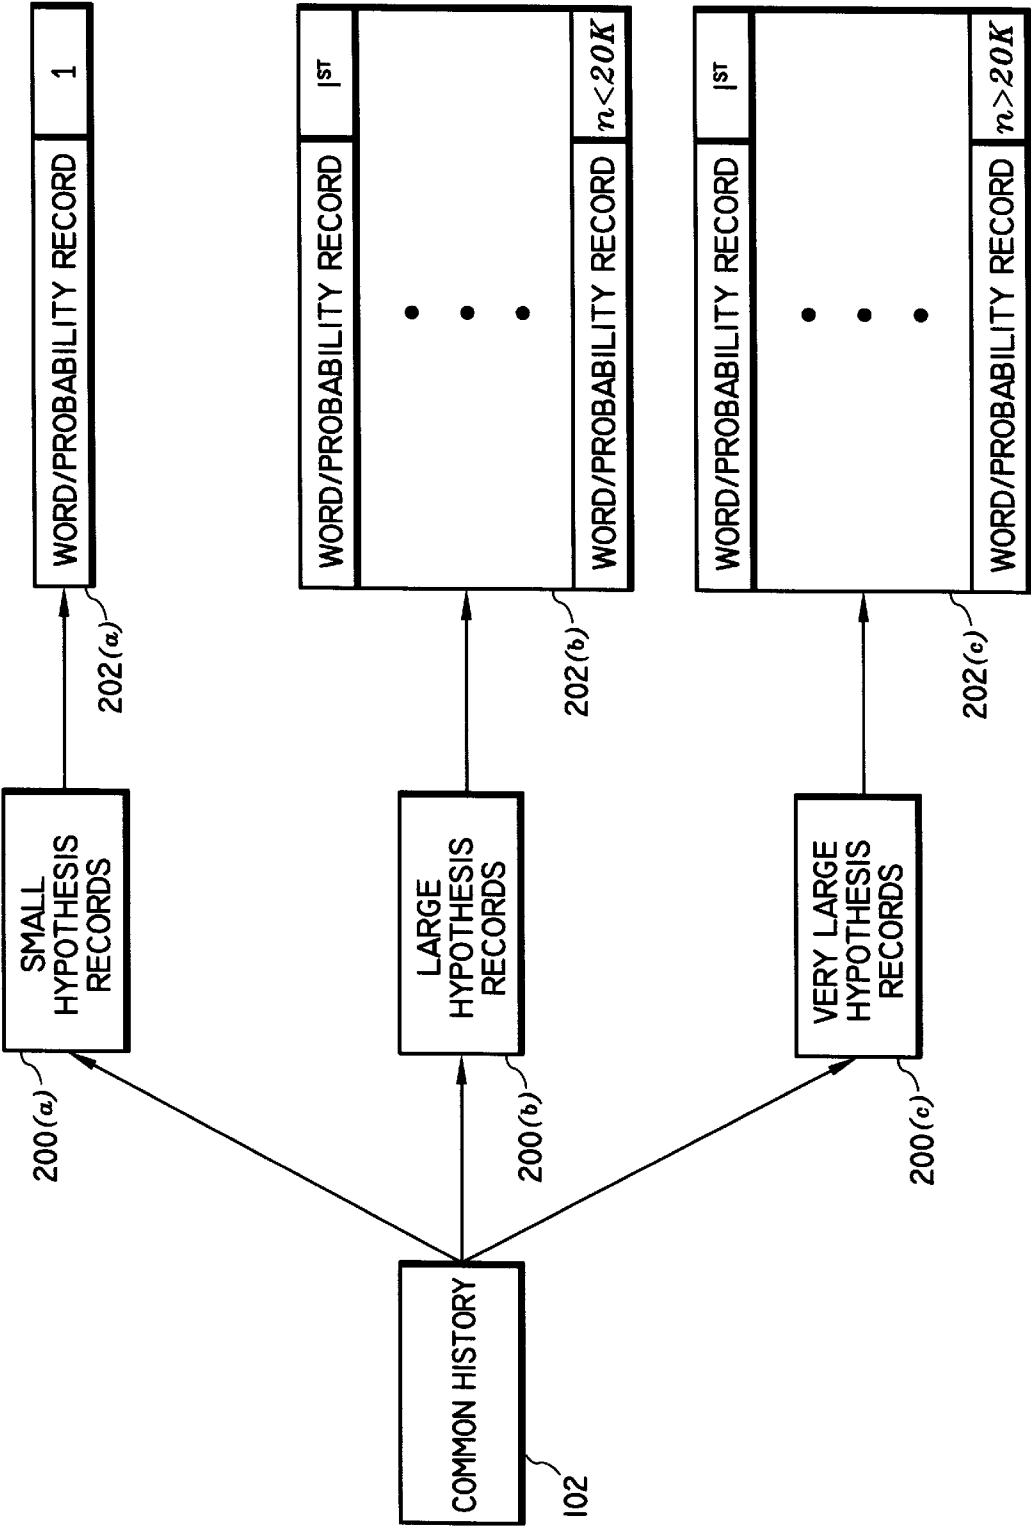 COMMON HISTORY
102
SMALL
HYPOTHESIS
RECORDS
200(a)
WORD/PROBABILITY RECORD 1
202(a)
LARGE
HYPOTHESIS
RECORDS
200(b)
WORD/PROBABILITY RECORD 1ST
WORD/PROBABILITY RECORD n<20K
202(b)
VERY LARGE
HYPOTHESIS
RECORDS
200(c)
WORD/PROBABILITY RECORD 1ST
WORD/PROBABILITY RECORD n>20K
202(c)